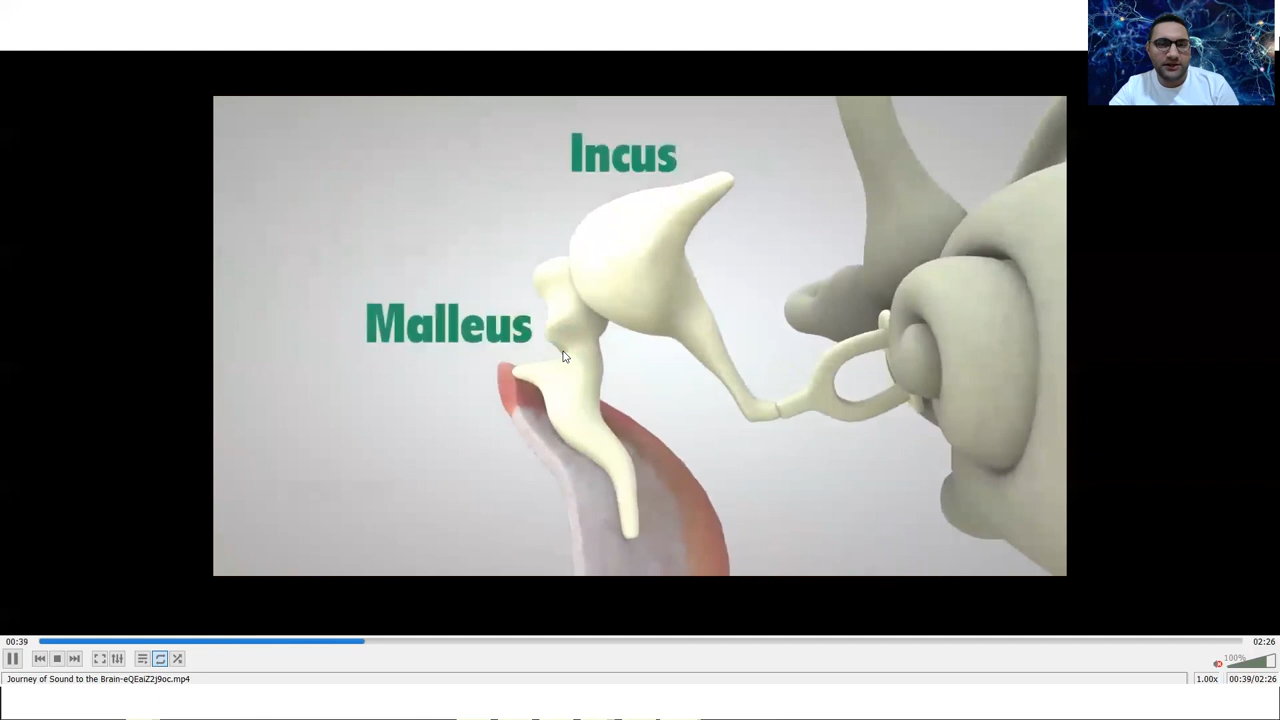 Incus
Malleus
00:39
02:26
100%
Journey of Sound to the Brain-eQEaiZ2j9oc.mp4
1.00x
00:39/02:26